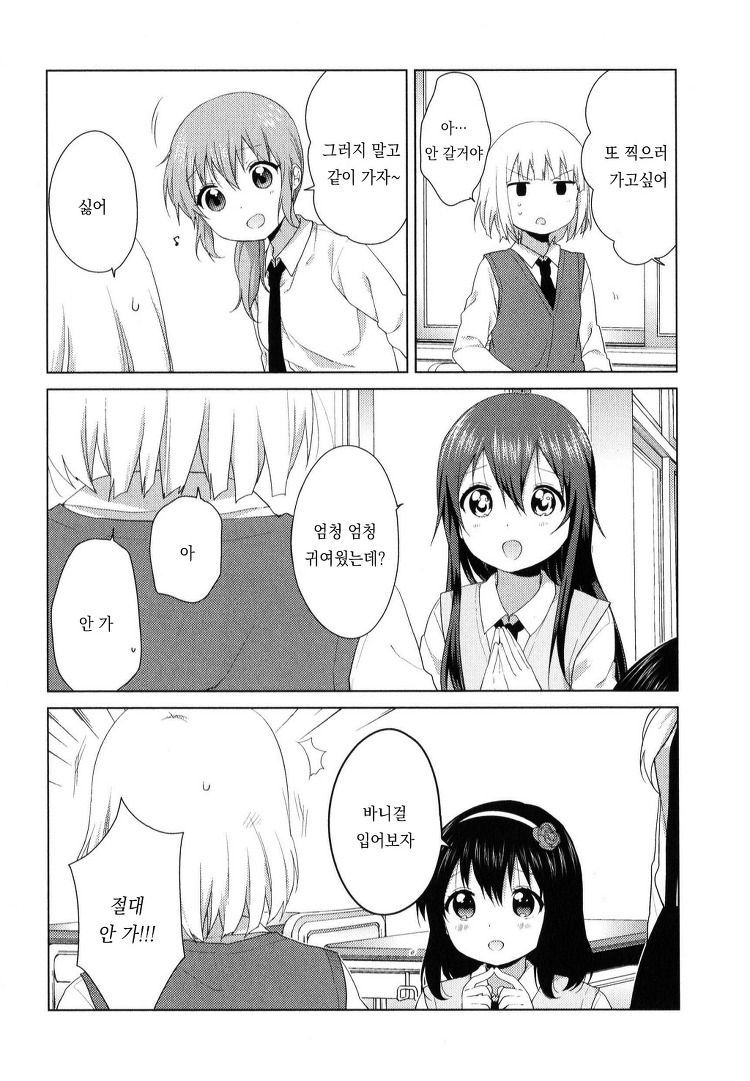 또 찍으러
가고싶어
아…
안 갈거야
그러지 말고
같이 가자~
싫어
엄청 엄청
귀여웠는데?
아
안 가
바니걸
입어보자
절대
안 가!!!